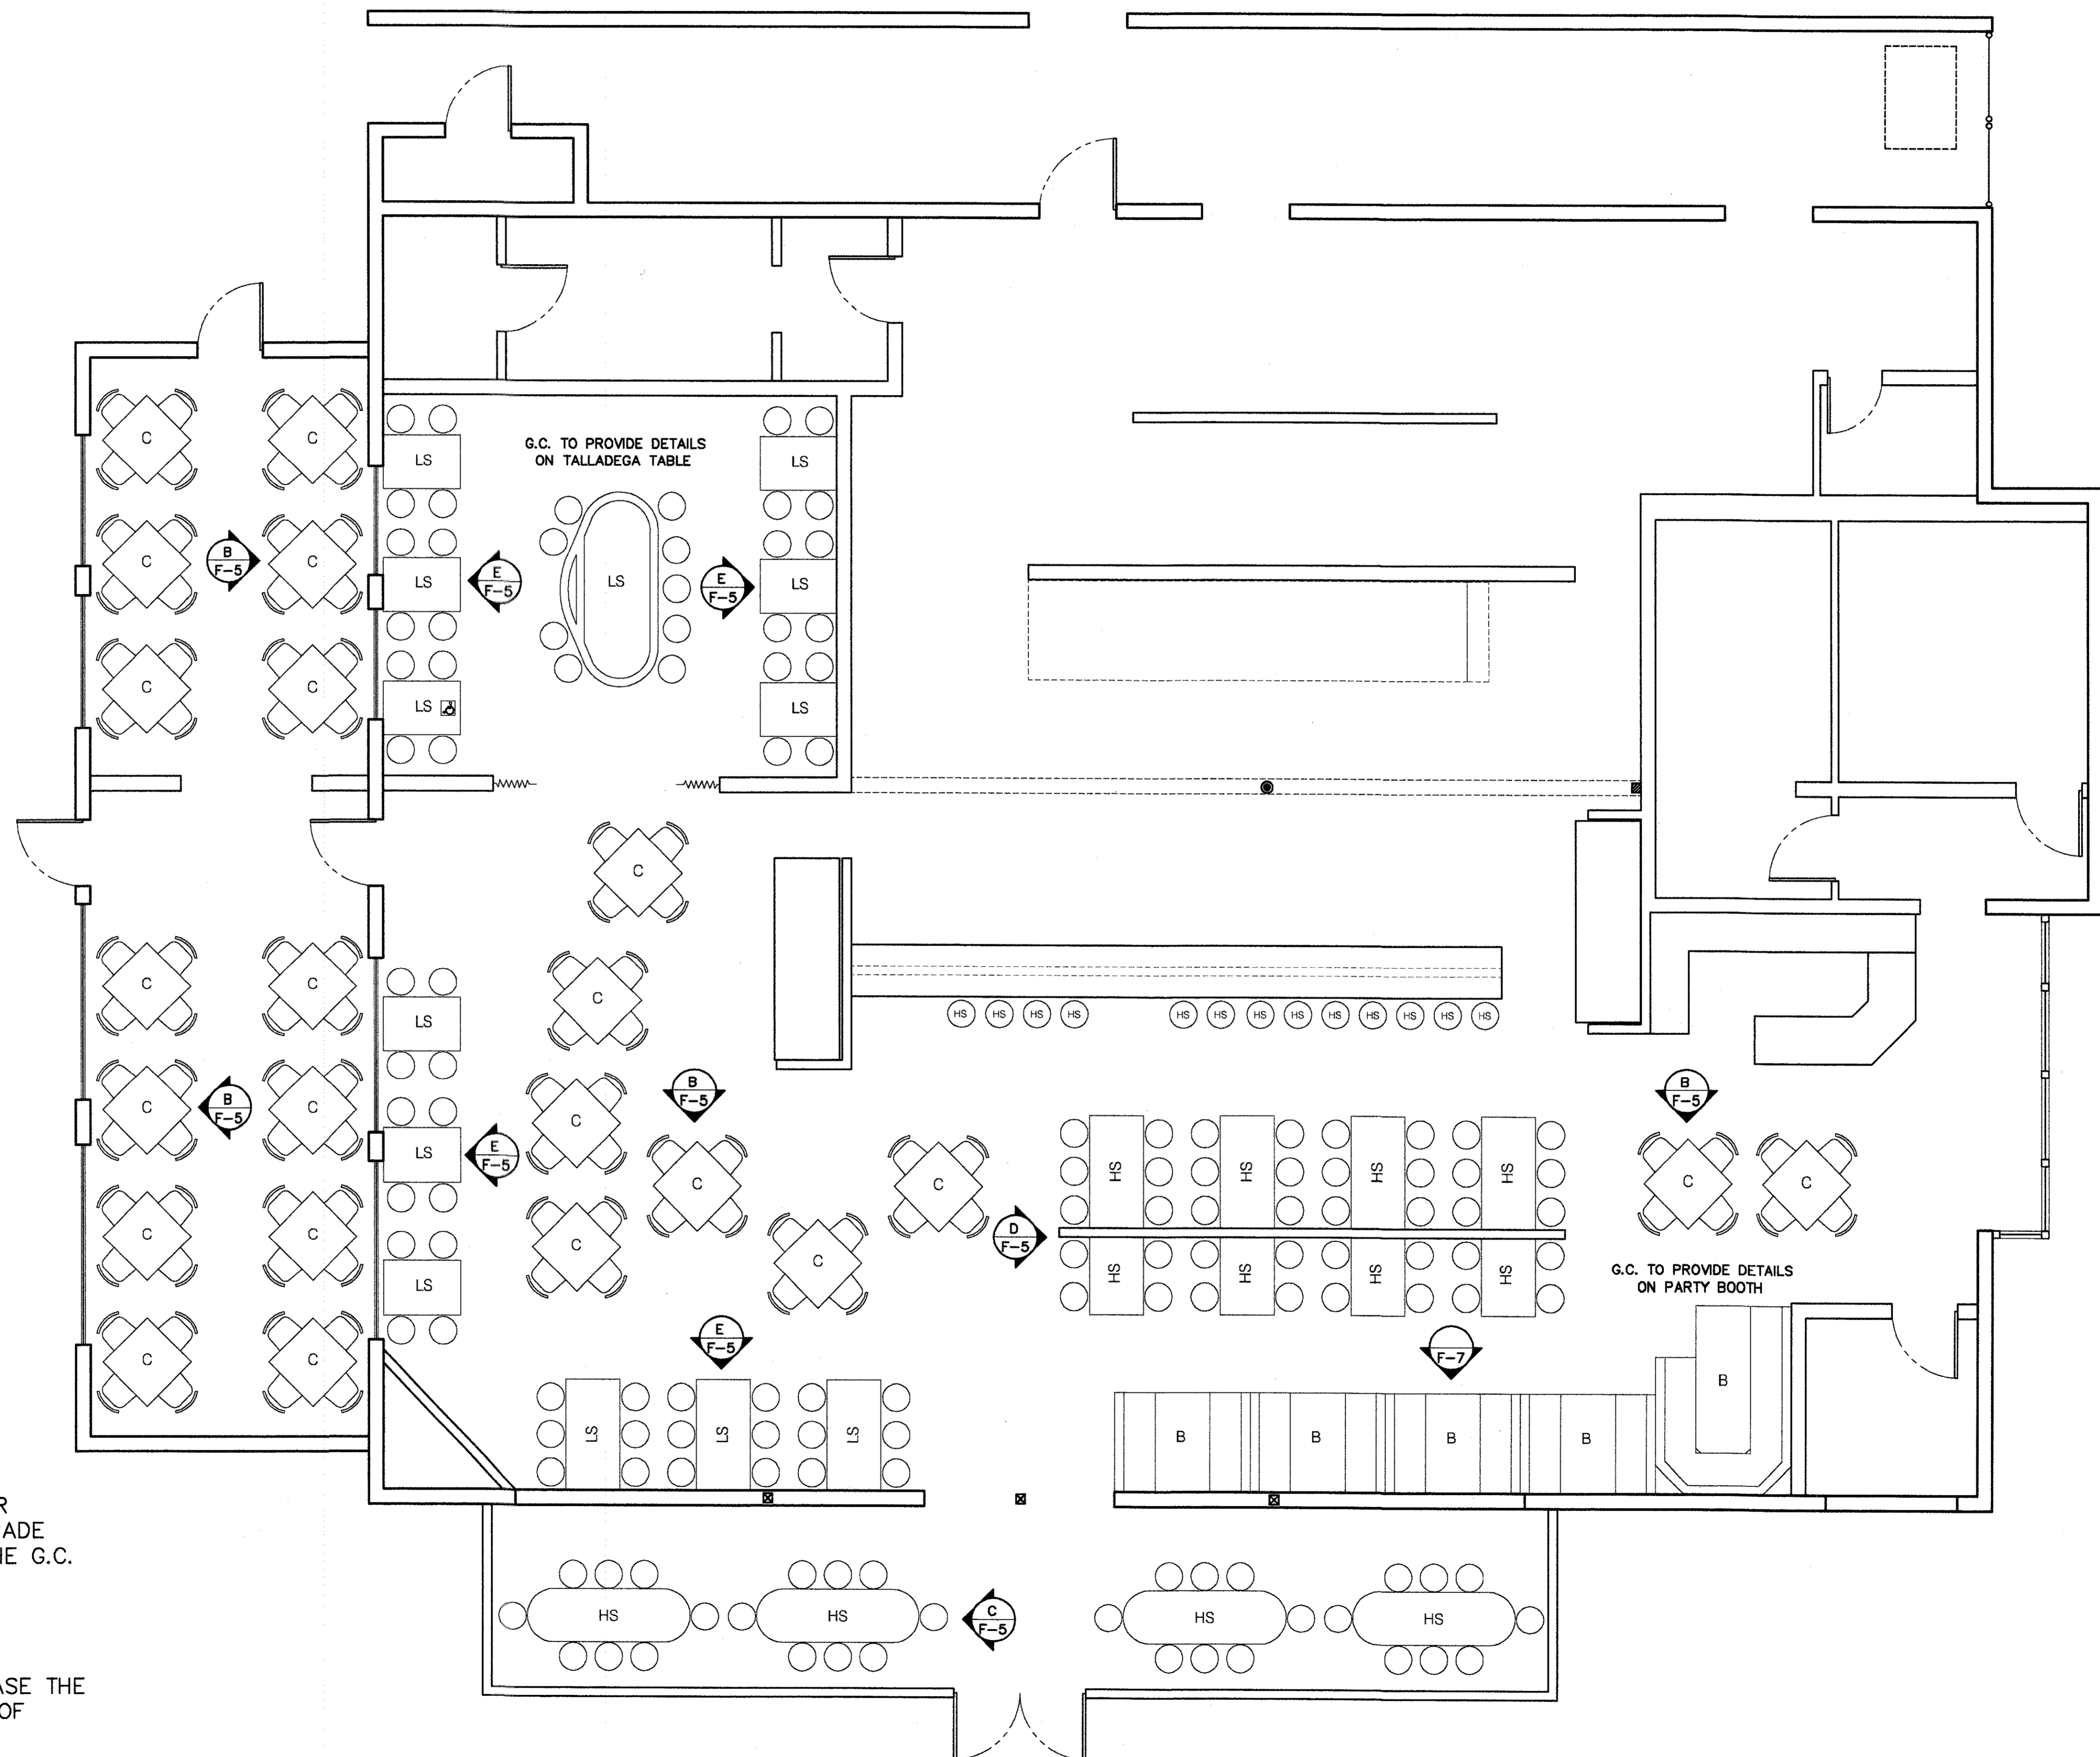 G.C. TO PROVIDE DETAILS
ON TALLADEGA TABLE
C
C
LS
LS
C
B
F-5
C
LS
E
F-5
LS
E
F-5
LS
C
C
LS
LS
C
C
C
C
LS
C
HS HS HS HS HS HS HS HS HS HS HS HS HS
C
B
F-5
C
LS
E
F-5
C
B
F-5
B
F-5
C
C
HS
HS
HS
HS
C
C
C
C
LS
C
C
D
F-5
HS
HS
HS
HS
G.C. TO PROVIDE DETAILS
ON PARTY BOOTH
C
C
E
F-5
F-7
B
LS
LS
LS
B
B
B
B
R
ADE
HE G.C.
HS
HS
C
F-5
HS
HS
ASE THE
OF